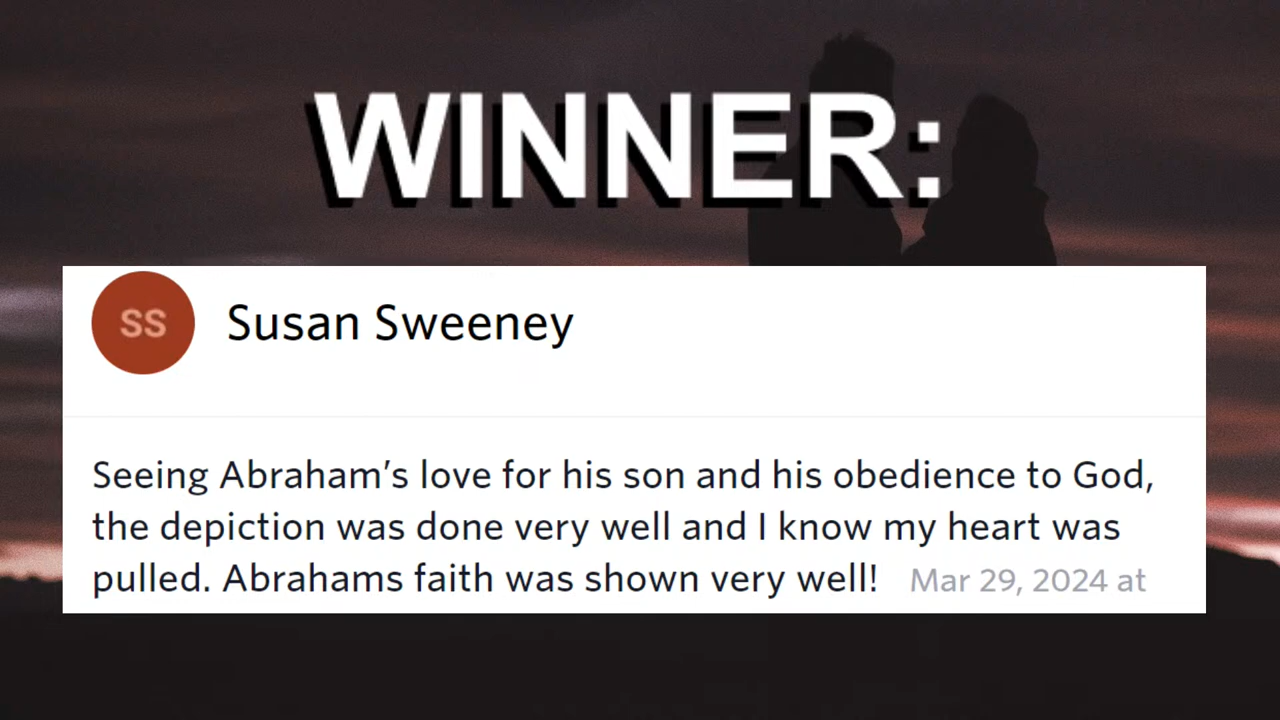 WINNER:
SS
Susan Sweeney
Seeing Abraham’s love for his son and his obedience to God,
the depiction was done very well and I know my heart was
pulled. Abrahams faith was shown very well! Mar 29, 2024 at